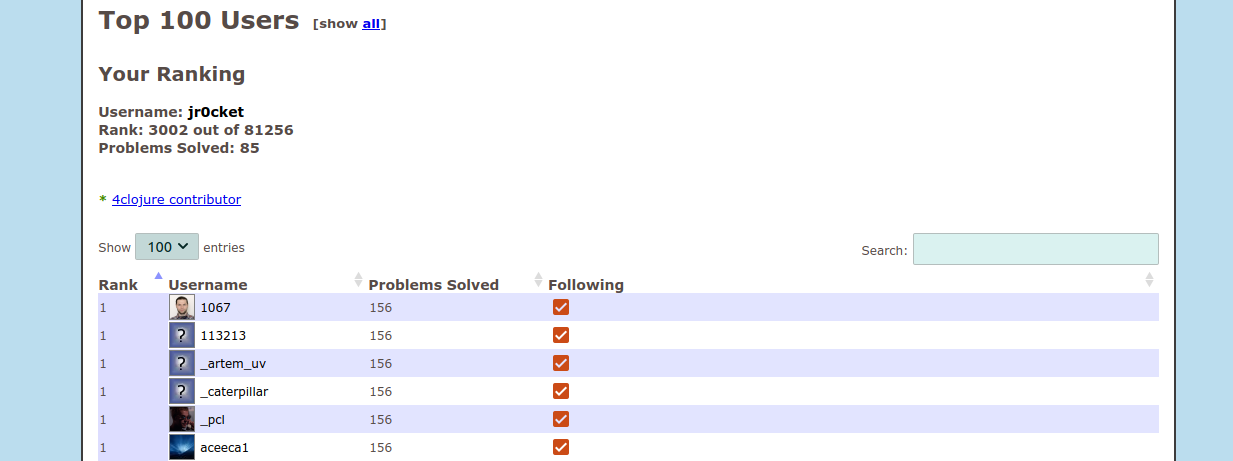 Top 100 Users [show all]
Your Ranking
Username: jr0cket
Rank: 3002 out of 81256
Problems Solved: 85
* 4clojure contributor
Show 100 entries Search:
Rank Username Problems Solved Following
1 1067 156
1 ? 113213 156
1 ? _artem_uv 156
1 ? _caterpillar 156
1 _pcl 156
1 aceeca1 156